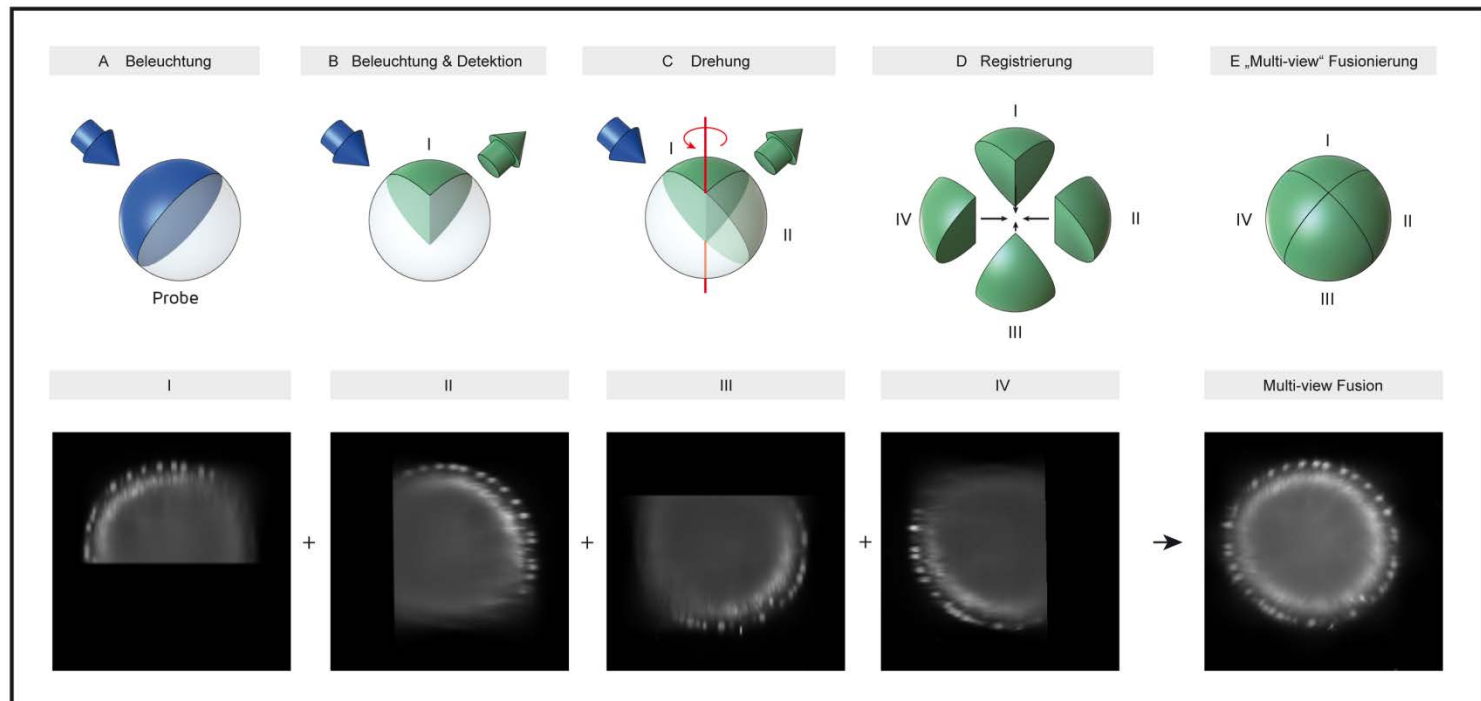 A Beleuchtung
B Beleuchtung & Detektion
C Drehung
D Registrierung
E „Multi-view“ Fusionierung
I
I
I
I
IV
II
II
IV
II
Probe
III
III
I
II
III
IV
Multi-view Fusion
+
+
+